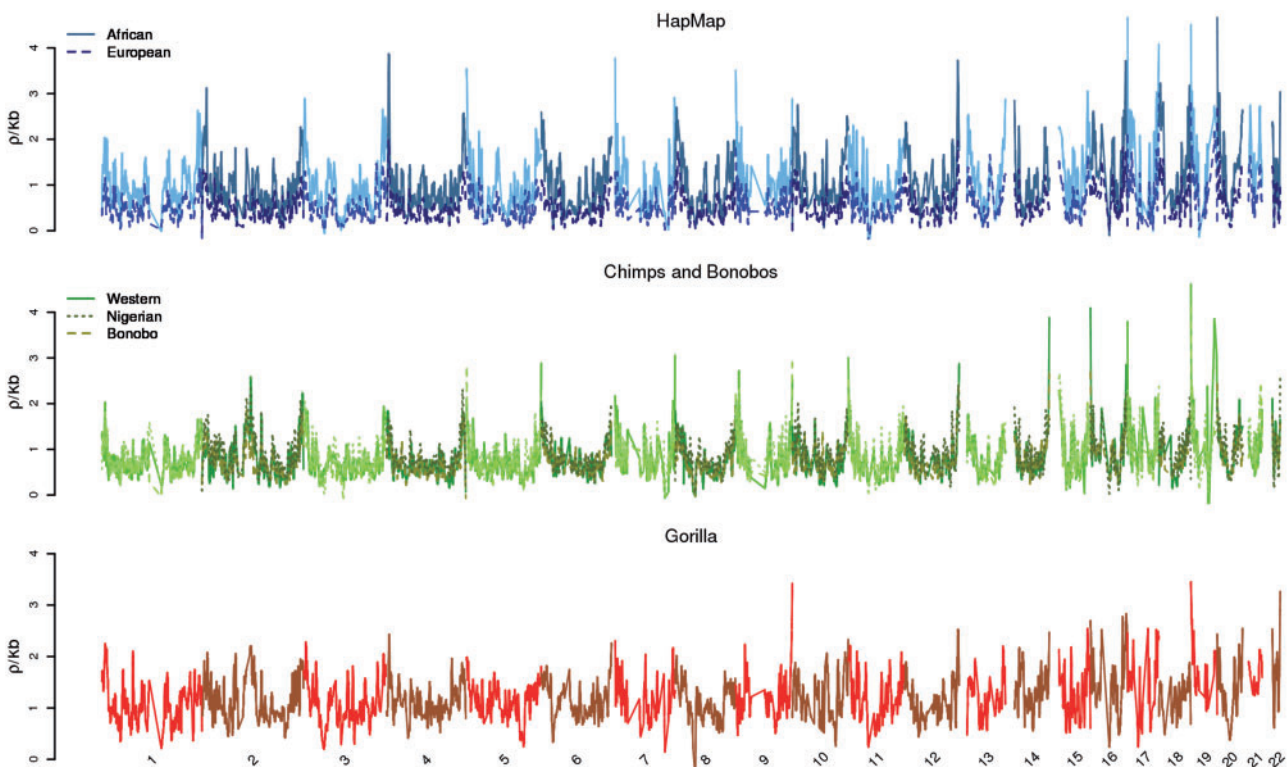 HapMap
African
European
ρ/Kb
4
3
2
1
0
Chimps and Bonobos
Western
Nigerian
Bonobo
ρ/Kb
4
3
2
1
0
Gorilla
ρ/Kb
4
3
2
1
0
1 2 3 4 5 6 7 8 9 10 11 12 13 14 15 16 17 18 19 20 21 22